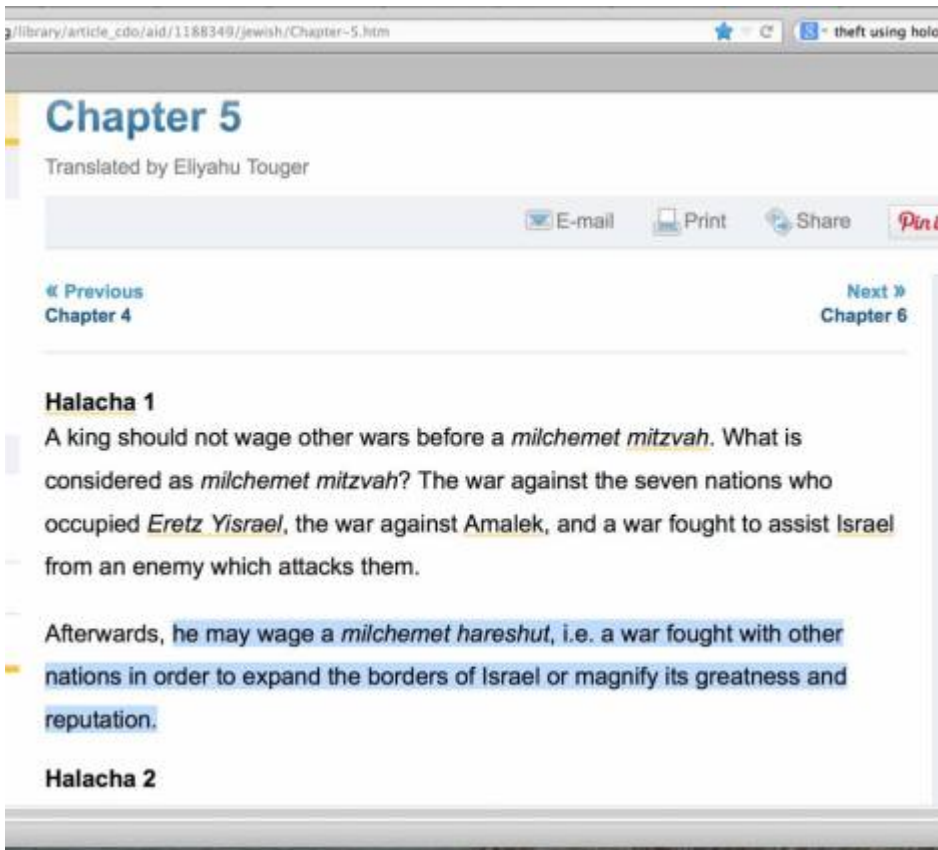 g/library/article_cdo/aid/1188349/jewish/Chapter-5.htm theft using holo
Chapter 5
Translated by Eliyahu Touger
E-mail Print Share Pin i
« Previous Next »
Chapter 4 Chapter 6
Halacha 1
A king should not wage other wars before a milchemet mitzvah. What is
considered as milchemet mitzvah? The war against the seven nations who
occupied Eretz Yisrael, the war against Amalek, and a war fought to assist Israel
from an enemy which attacks them.
Afterwards, he may wage a milchemet hareshut, i.e. a war fought with other
nations in order to expand the borders of Israel or magnify its greatness and
reputation.
Halacha 2